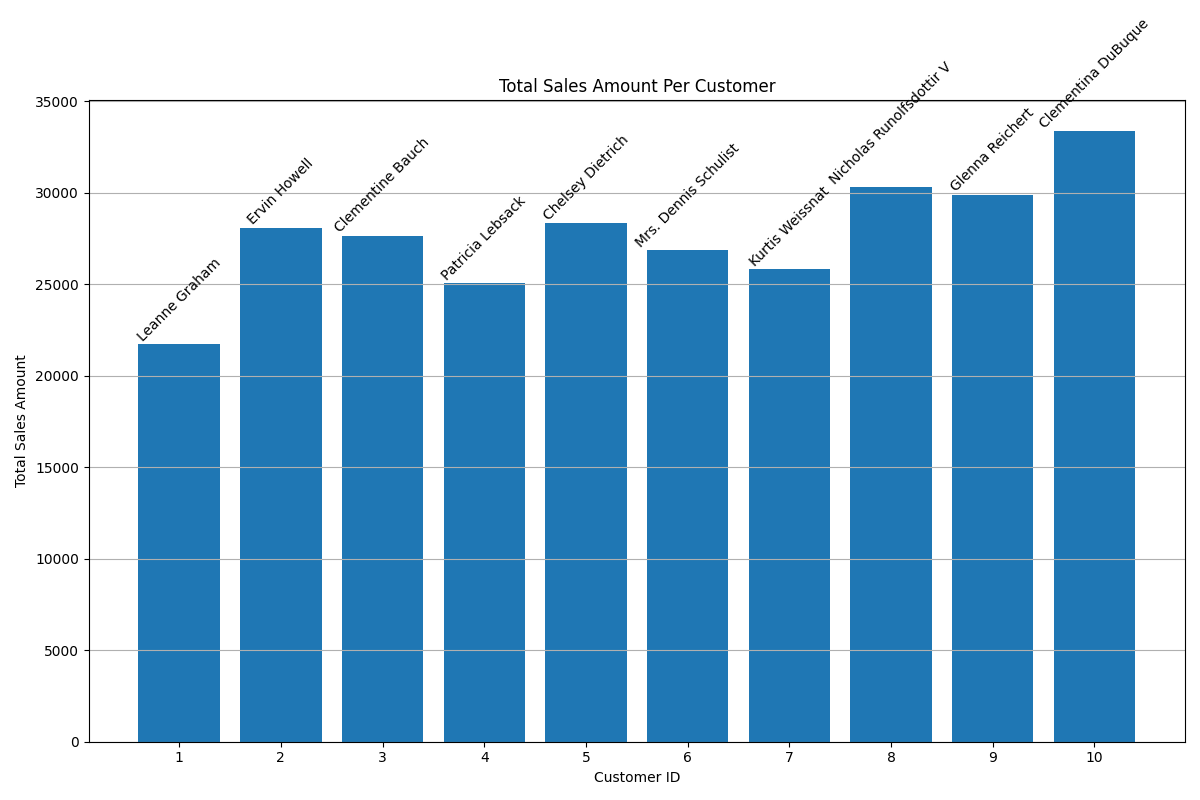 Total Sales Amount Per Customer
Total Sales Amount
35000
30000
25000
20000
15000
10000
5000
0
Leanne Graham
Ervin Howell
Clementine Bauch
Patricia Lebsack
Chelsey Dietrich
Mrs. Dennis Schulist
Kurtis Weissnat
Nicholas Runolfsdottir V
Glenna Reichert
Clementina DuBuque
1 2 3 4 5 6 7 8 9 10
Customer ID